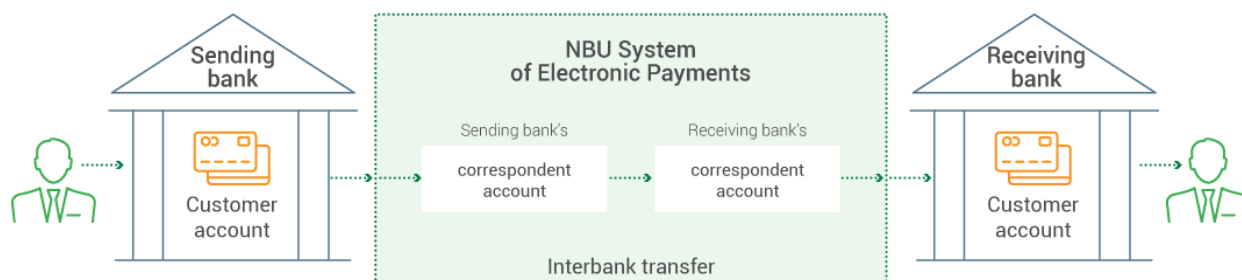 Sending
bank
Customer
account
NBU System
of Electronic Payments
Sending bank's
correspondent
account
Receiving bank's
correspondent
account
Interbank transfer
Receiving
bank
Customer
account